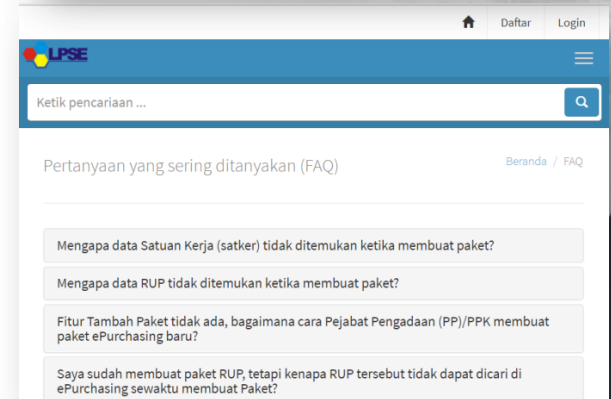 Daftar Login
LPSE
Ketik pencariaan ...
Pertanyaan yang sering ditanyakan (FAQ)
Beranda / FAQ
Mengapa data Satuan Kerja (satker) tidak ditemukan ketika membuat paket?
Mengapa data RUP tidak ditemukan ketika membuat paket?
Fitur Tambah Paket tidak ada, bagaimana cara Pejabat Pengadaan (PP)/PPK membuat
paket ePurchasing baru?
Saya sudah membuat paket RUP, tetapi kenapa RUP tersebut tidak dapat dicari di
ePurchasing sewaktu membuat Paket?